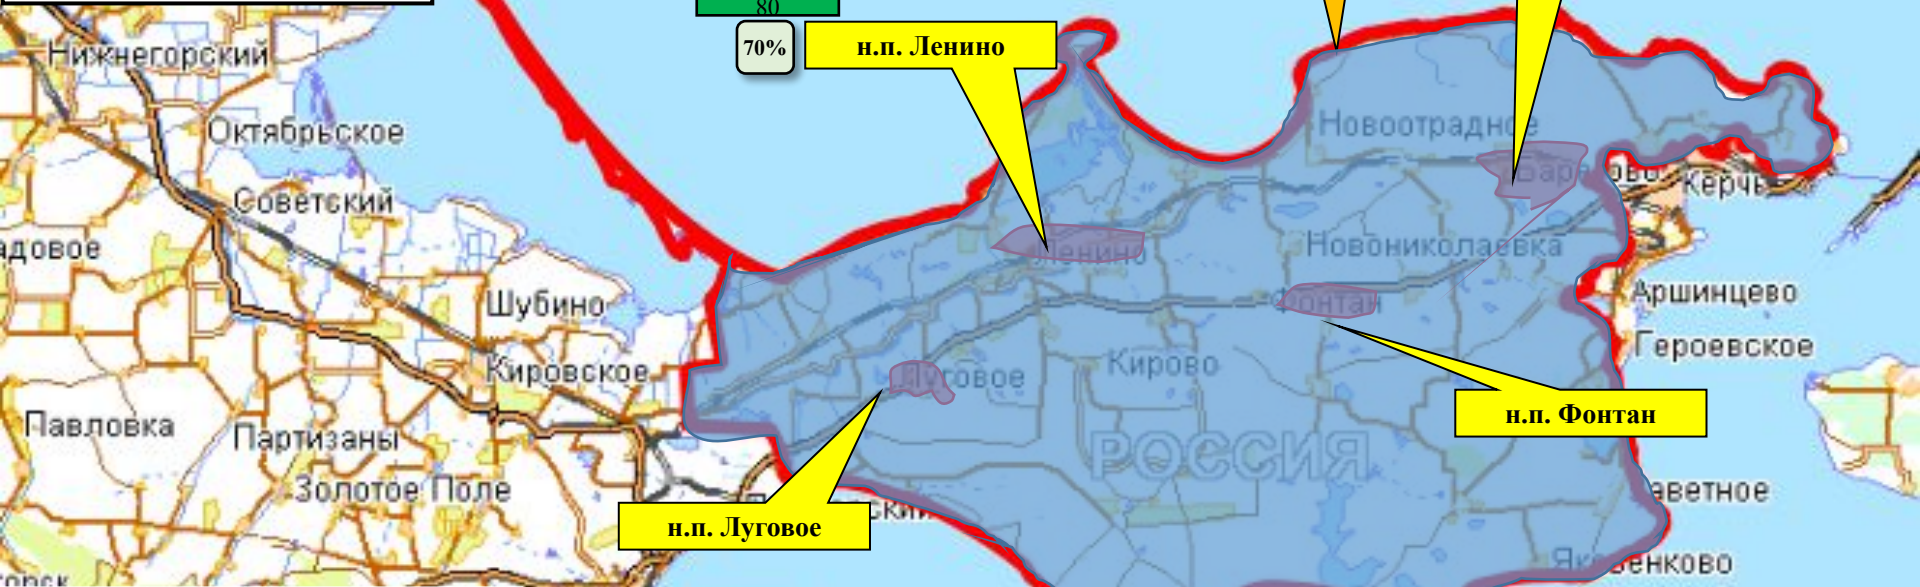 80
70%
н.п. Ленино
Нижнегорский
Октябрьское
Новоотрадное
Керчь
Советский
Ленино
Новониколаевка
Шубино
Фонтан
Аршинцево
Героевское
Кировское
Луговое
Кирово
н.п. Фонтан
Павловка
Партизаны
РОССИЯ
Золотое Поле
н.п. Луговое